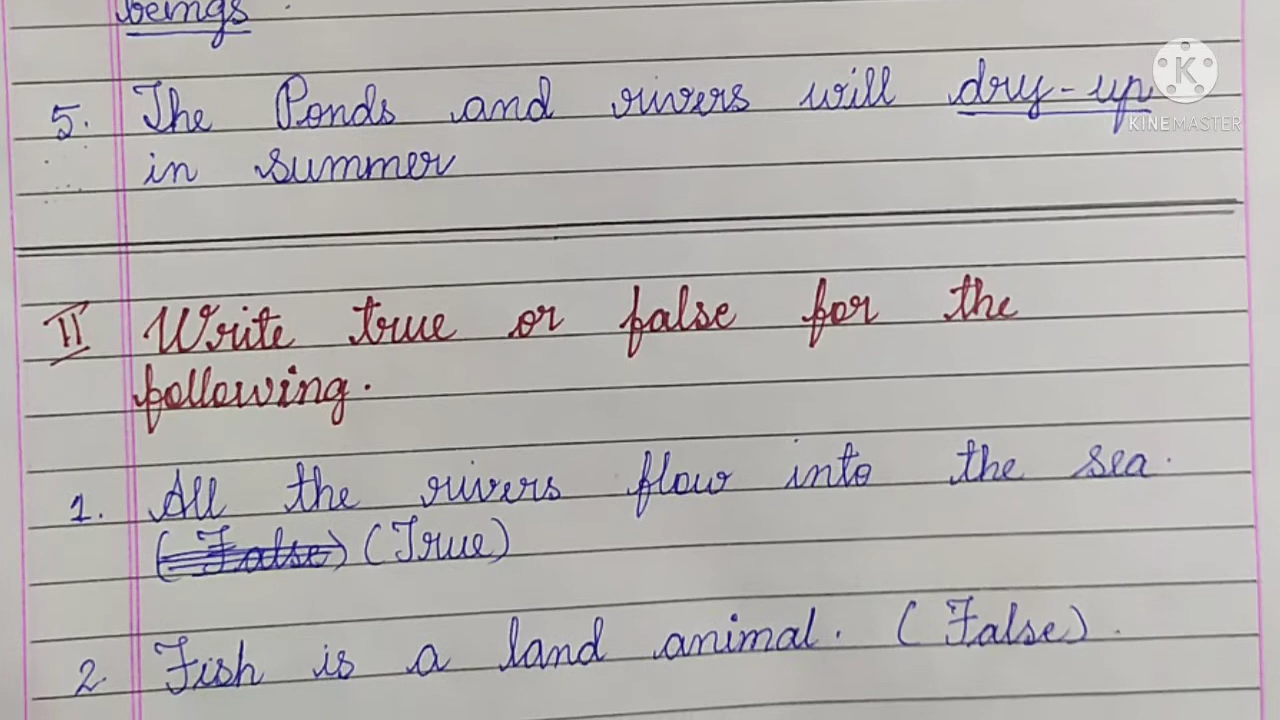 beings.
5. The Ponds and rivers will dry-up
in summer
II Write true or false for the
following.
1. All the rivers flow into the sea.
(False) (True)
2. Fish is a land animal. (False).
K
KINEMASTER